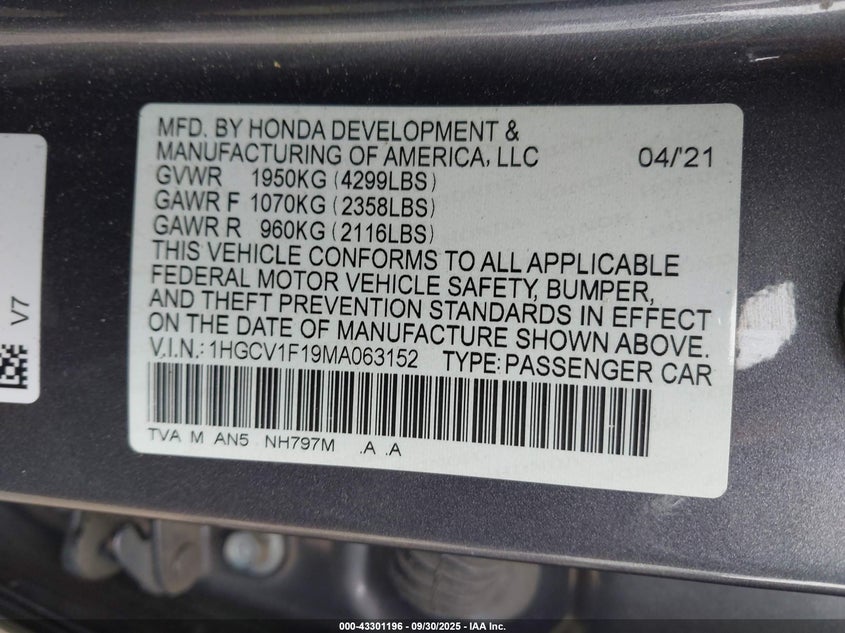 MFD. BY HONDA DEVELOPMENT &
MANUFACTURING OF AMERICA, LLC 04/'21
GVWR 1950KG (4299LBS)
GAWR F 1070KG (2358LBS)
GAWR R 960KG (2116LBS)
THIS VEHICLE CONFORMS TO ALL APPLICABLE
FEDERAL MOTOR VEHICLE SAFETY, BUMPER,
AND THEFT PREVENTION STANDARDS IN EFFECT
ON THE DATE OF MANUFACTURE SHOWN ABOVE.
V.I.N.: 1HGCV1F19MA063152 TYPE: PASSENGER CAR
TVA M AN5 NH797M .A .A
V7
000-43301196 - 09/30/2025 - IAA Inc.